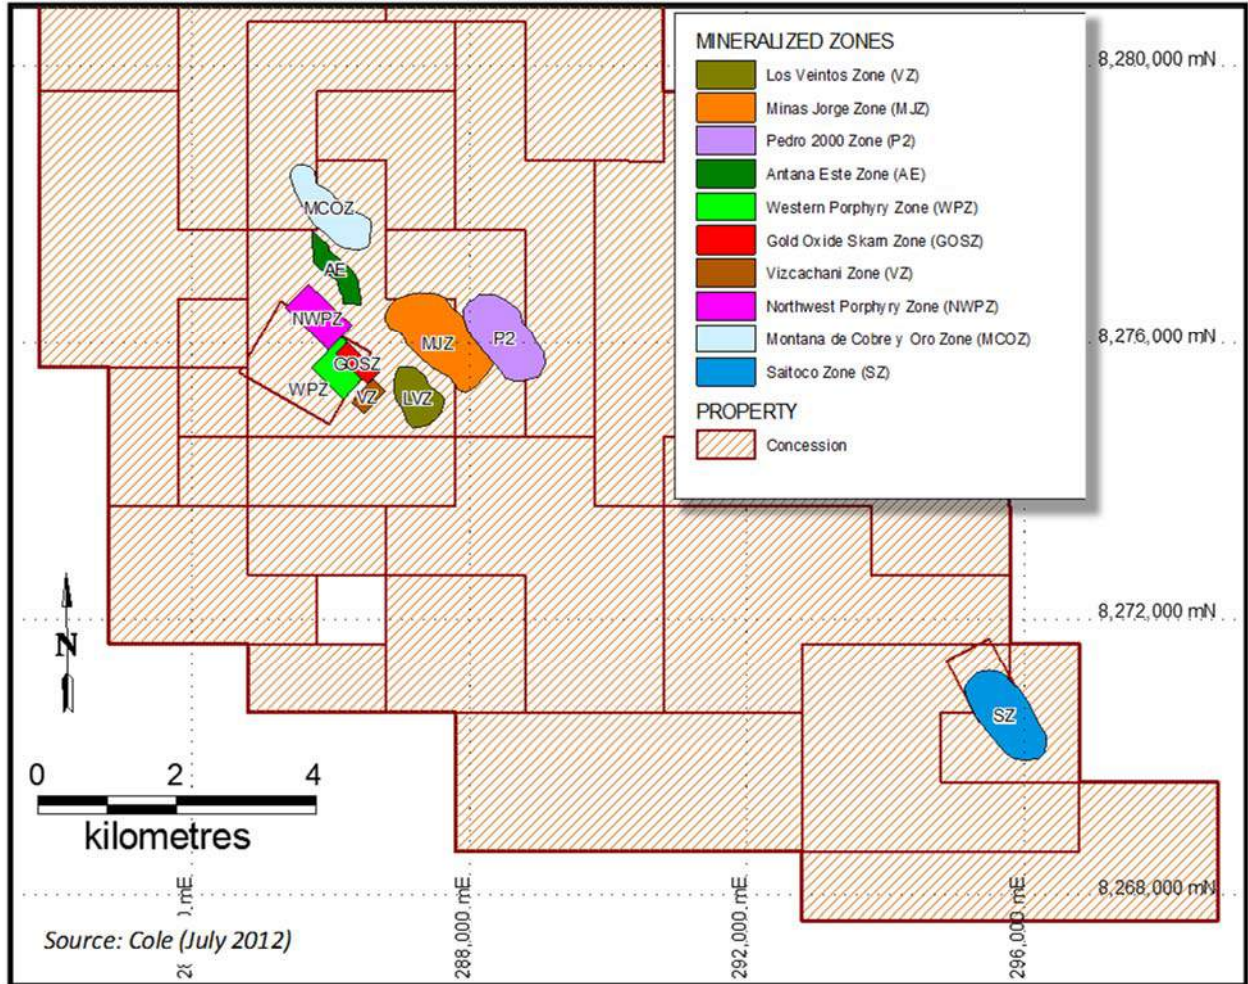 MINERALIZED ZONES
Los Veintos Zone (VZ)
Minas Jorge Zone (MJZ)
Pedro 2000 Zone (P2)
Antana Este Zone (AE)
Western Porphyry Zone (WPZ)
Gold Oxide Skarn Zone (GOSZ)
Vizcachani Zone (VZ)
Northwest Porphyry Zone (NWPZ)
Montana de Cobre y Oro Zone (MCOZ)
Saitoco Zone (SZ)
PROPERTY
Concession
8,280,000 mN
MCOZ
AE
NWPZ
MJZ
P2
8,276,000 mN
GOSZ
WPZ
VZ
LVZ
8,272,000 mN
N
SZ
0 2 4
kilometres
8,268,000 mN
288,000 mE
292,000 mE
296,000 mE
Source: Cole (July 2012)